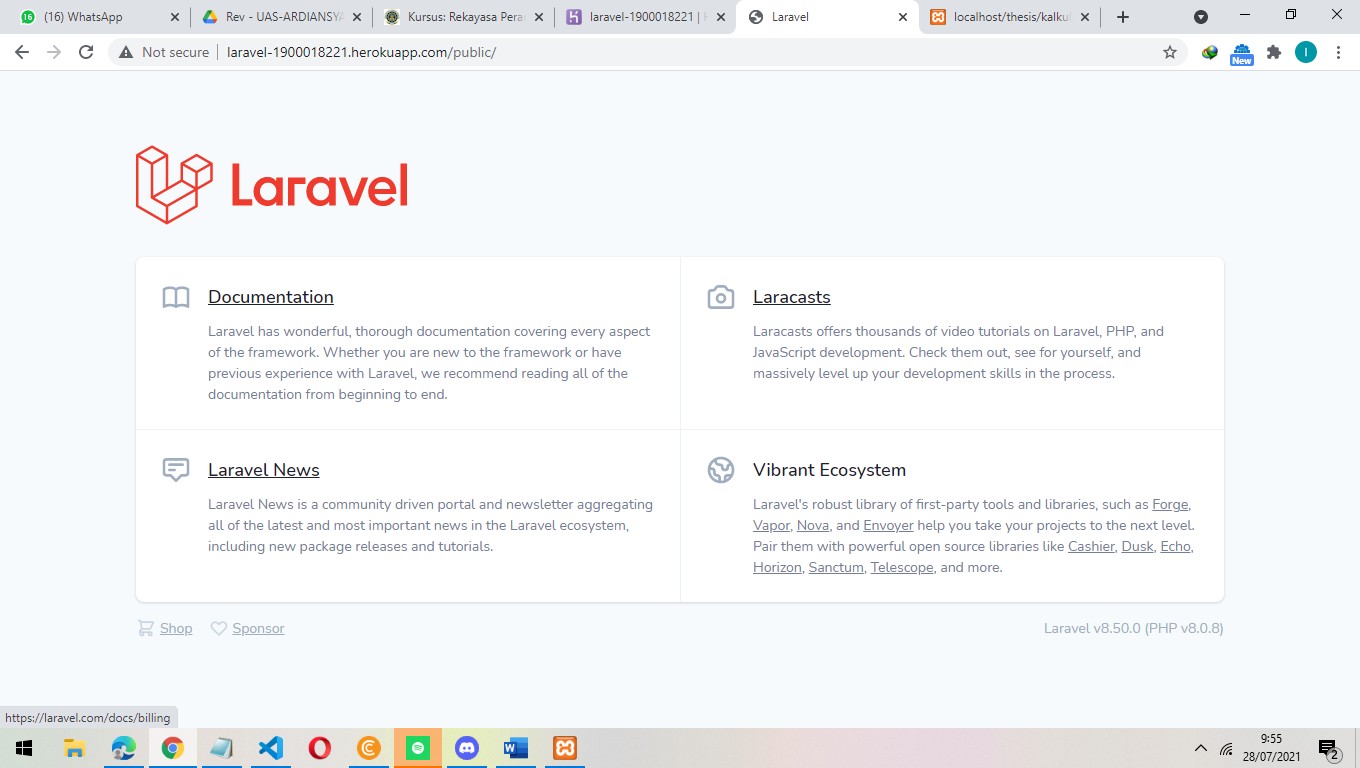 16
(16) WhatsApp
Rev - UAS-ARDIANSYA
Kursus: Rekayasa Pera
laravel-1900018221 | H
Laravel
localhost/thesis/kalkul
Not secure
laravel-1900018221.herokuapp.com/public/
New
I
Laravel
Documentation
Laravel has wonderful, thorough documentation covering every aspect
of the framework. Whether you are new to the framework or have
previous experience with Laravel, we recommend reading all of the
documentation from beginning to end.
Laracasts
Laracasts offers thousands of video tutorials on Laravel, PHP, and
JavaScript development. Check them out, see for yourself, and
massively level up your development skills in the process.
Laravel News
Laravel News is a community driven portal and newsletter aggregating
all of the latest and most important news in the Laravel ecosystem,
including new package releases and tutorials.
Vibrant Ecosystem
Laravel's robust library of first-party tools and libraries, such as Forge,
Vapor, Nova, and Envoyer help you take your projects to the next level.
Pair them with powerful open source libraries like Cashier, Dusk, Echo,
Horizon, Sanctum, Telescope, and more.
Shop
Sponsor
Laravel v8.50.0 (PHP v8.0.8)
https://laravel.com/docs/billing
9:55
28/07/2021
2